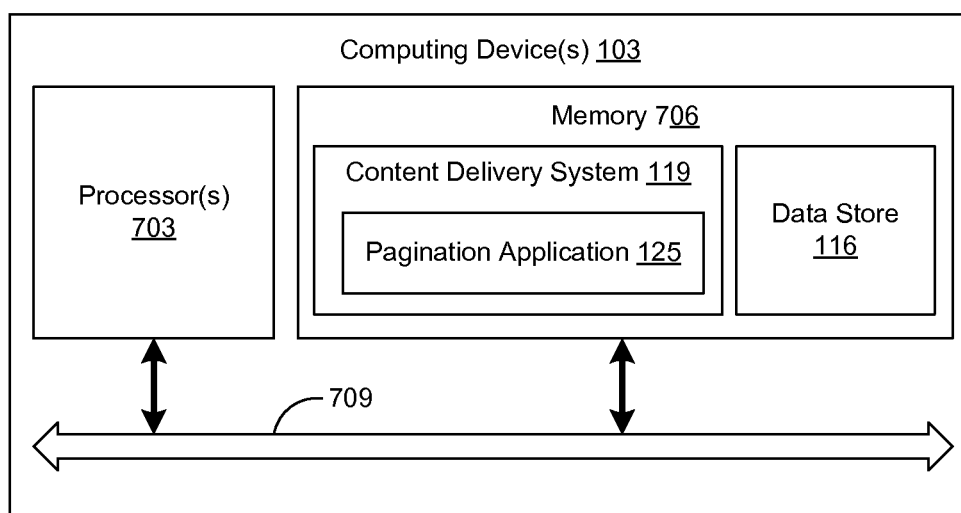 Computing Device(s) 103
Processor(s)
703
Memory 706
Content Delivery System 119
Pagination Application 125
Data Store
116
709